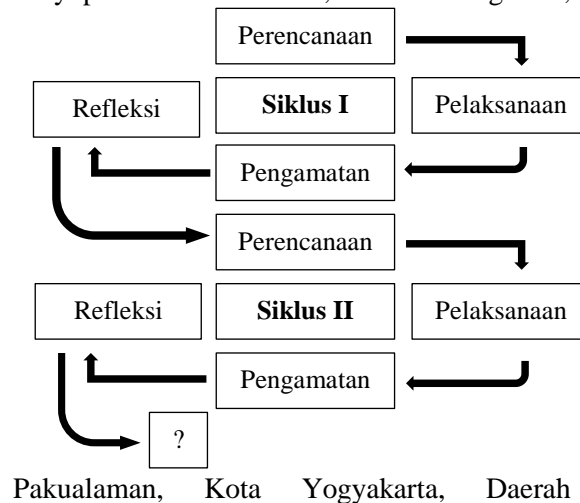 Perencanaan
Refleksi
Siklus I
Pelaksanaan
Pengamatan
Perencanaan
Refleksi
Siklus II
Pelaksanaan
Pengamatan
?
Pakualaman, Kota Yogyakarta, Daerah